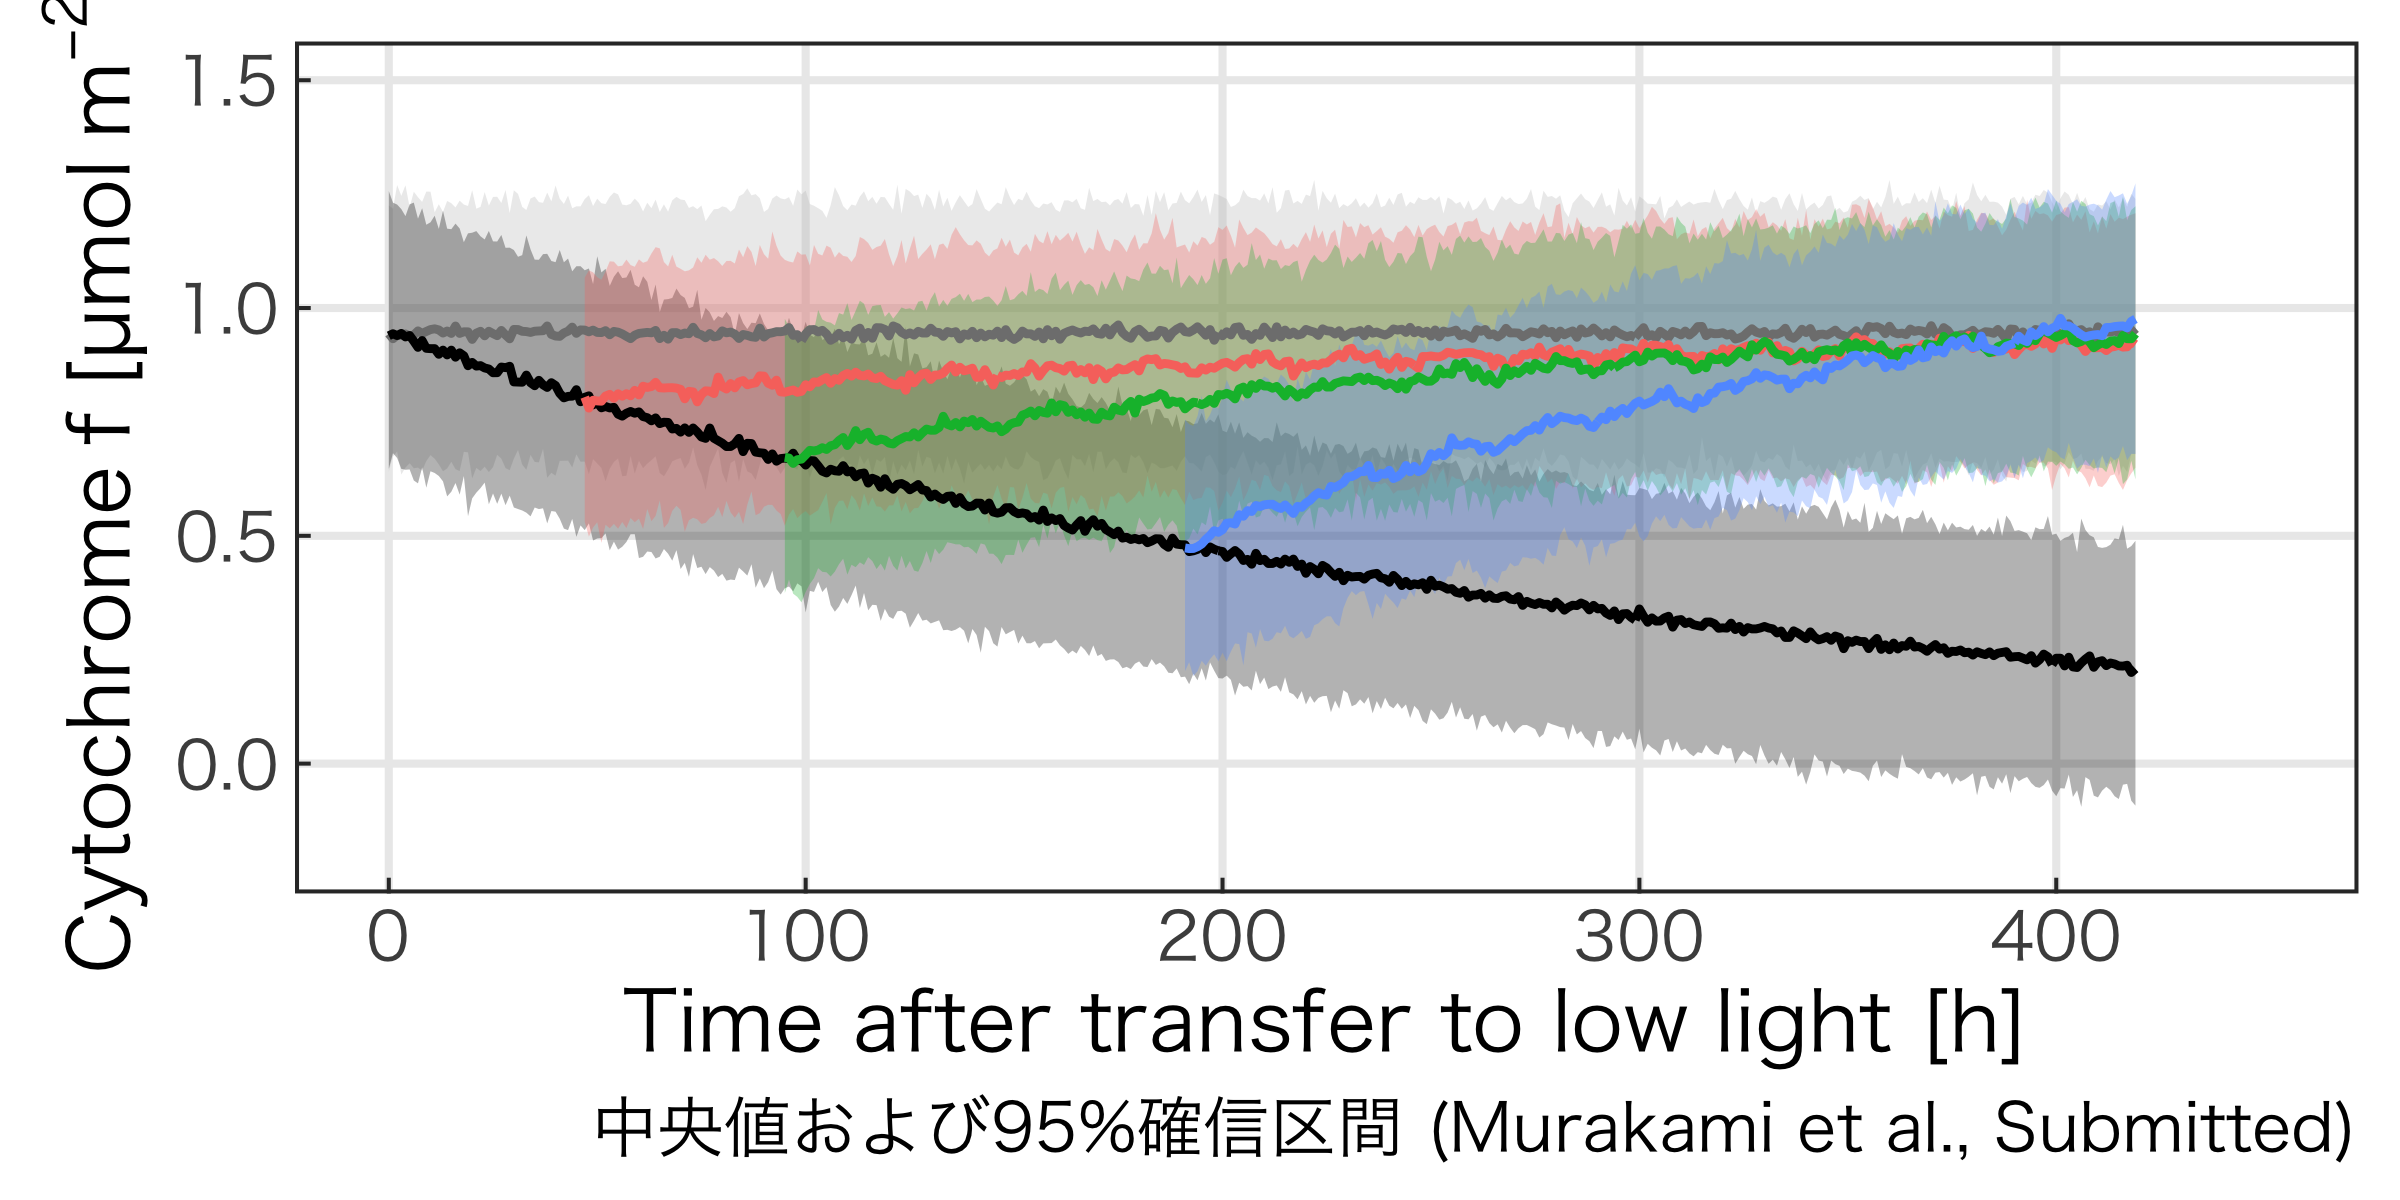 Cytochrome f [μmol m⁻²
1.5
1.0
0.5
0.0
0 100 200 300 400
Time after transfer to low light [h]
中央値および95%確信区間 (Murakami et al., Submitted)